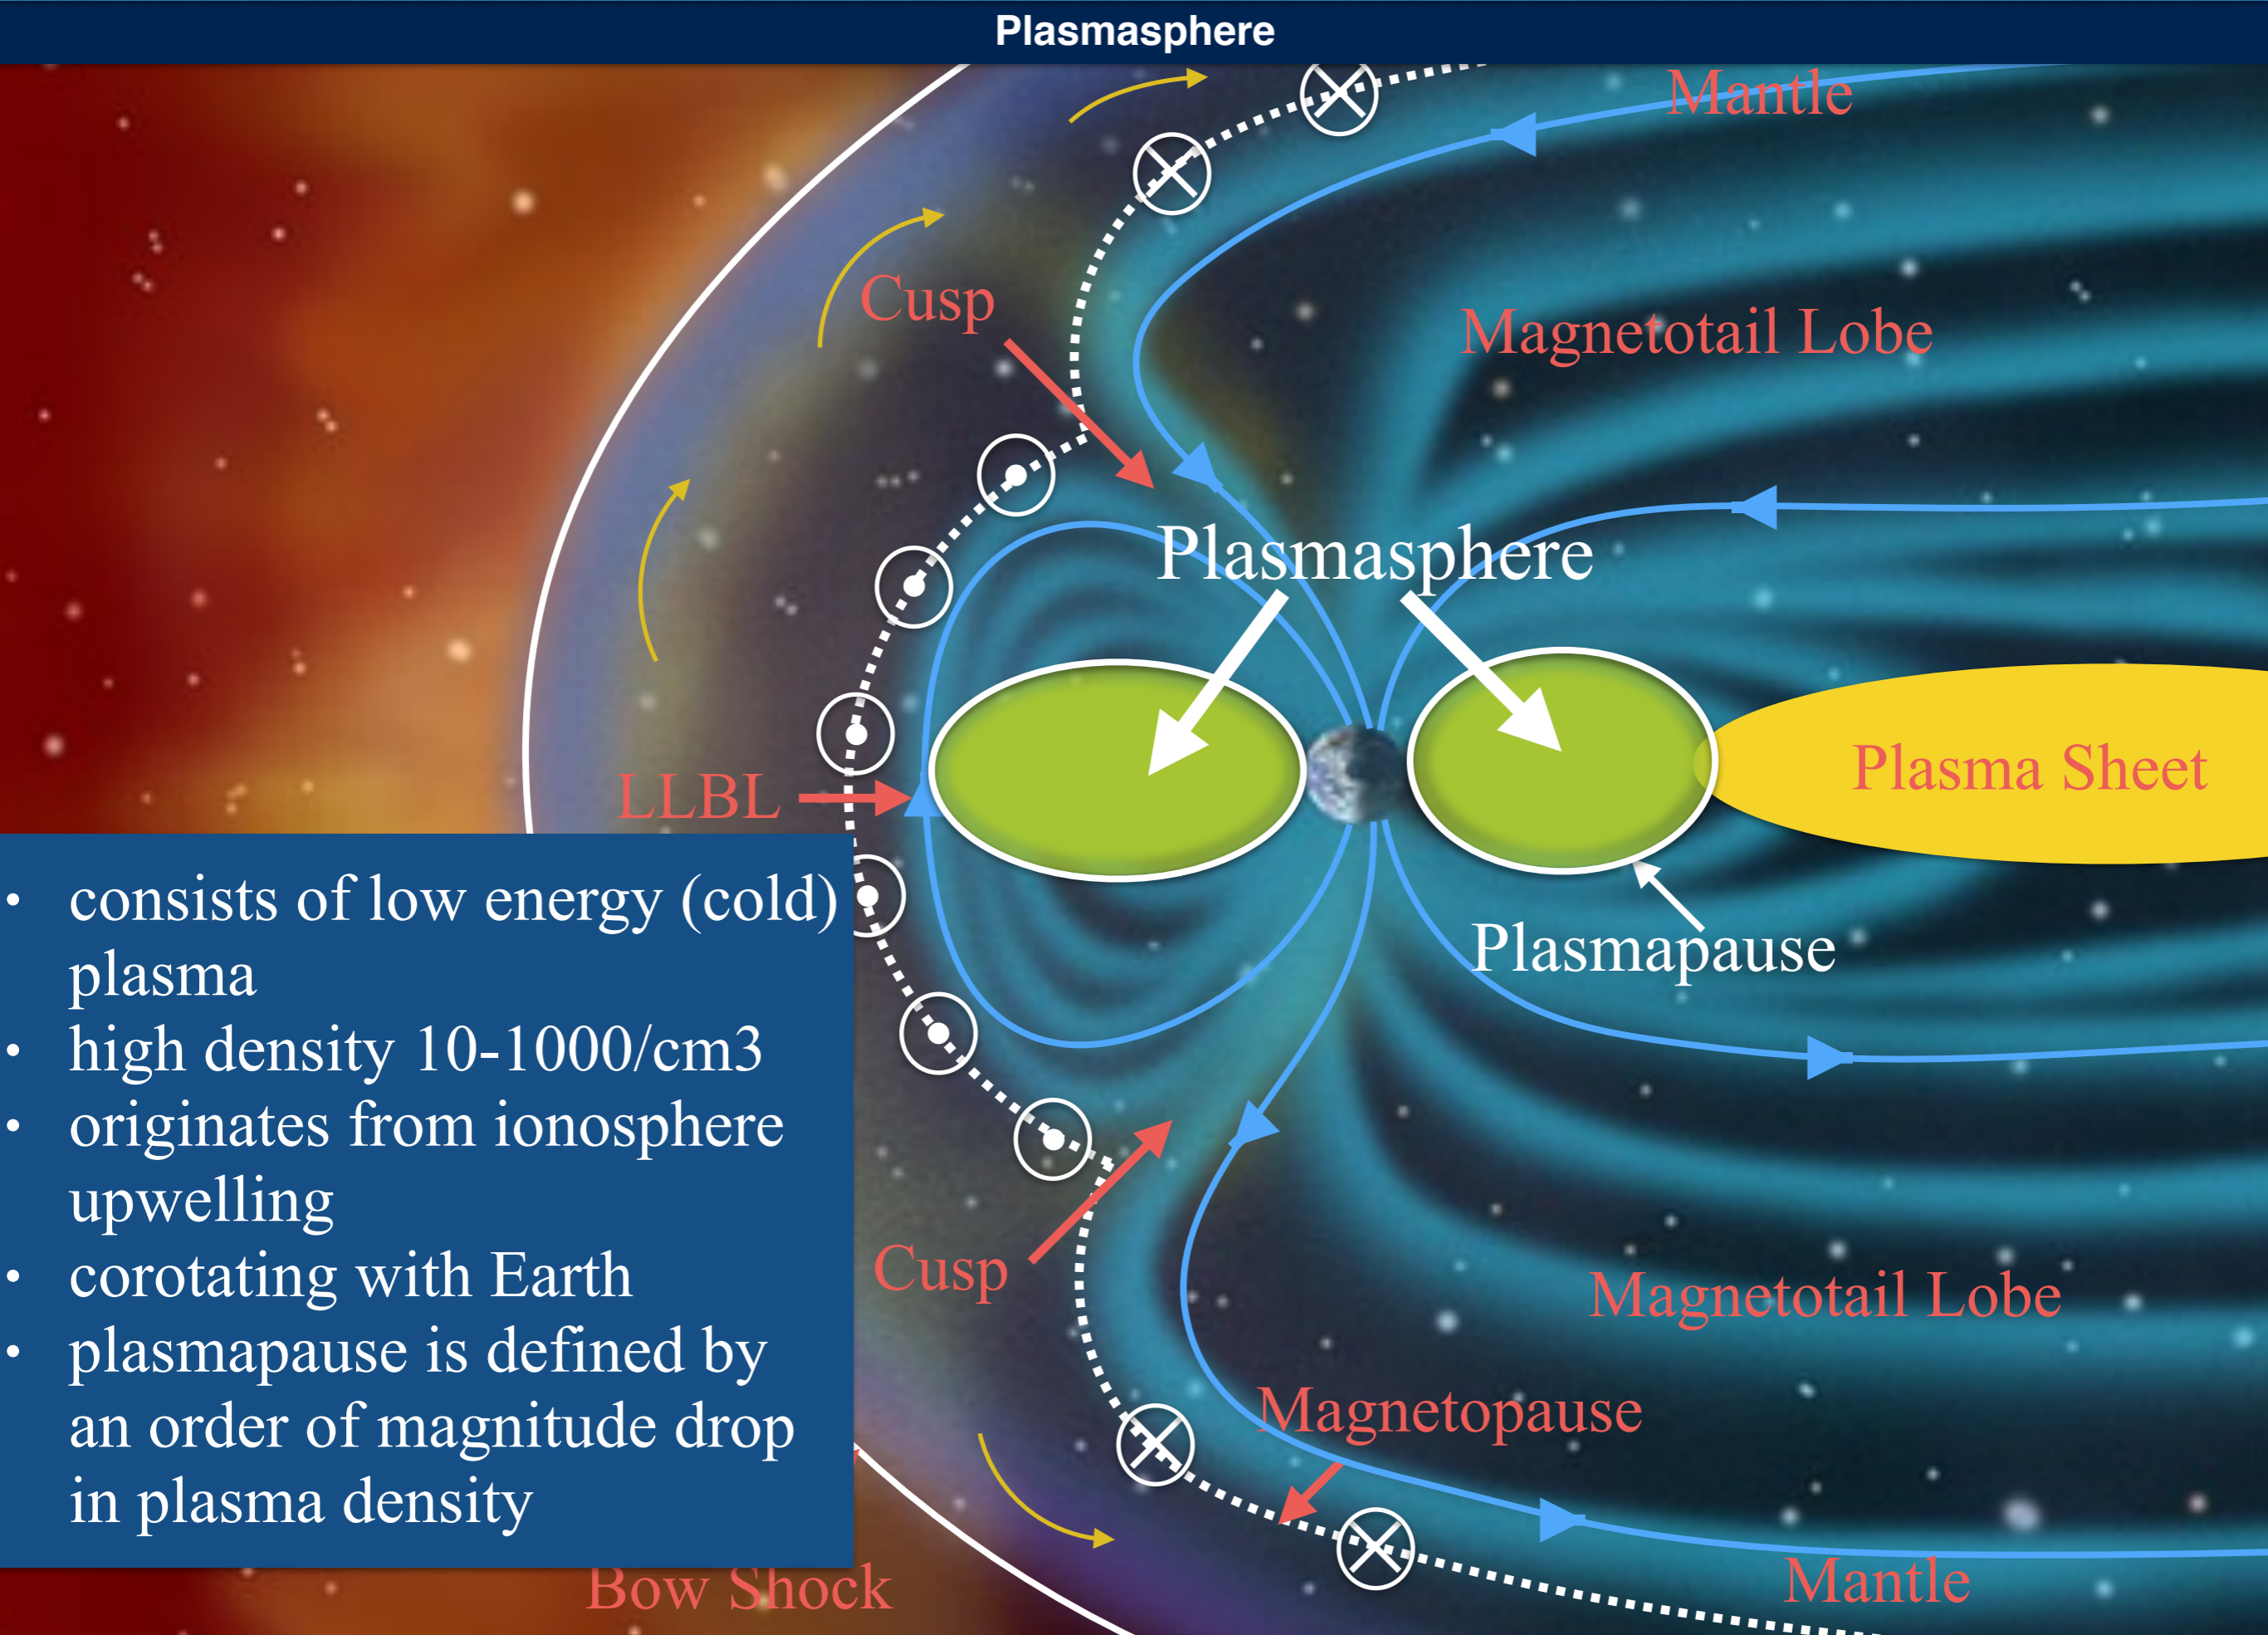 Plasmasphere
Mantle
Cusp
Magnetotail Lobe
Plasmasphere
Plasma Sheet
LLBL
Plasmapause
• consists of low energy (cold)
plasma
• high density 10-1000/cm3
• originates from ionosphere
upwelling
• corotating with Earth
• plasmapause is defined by
an order of magnitude drop
in plasma density
Cusp
Magnetotail Lobe
Magnetopause
Bow Shock
Mantle